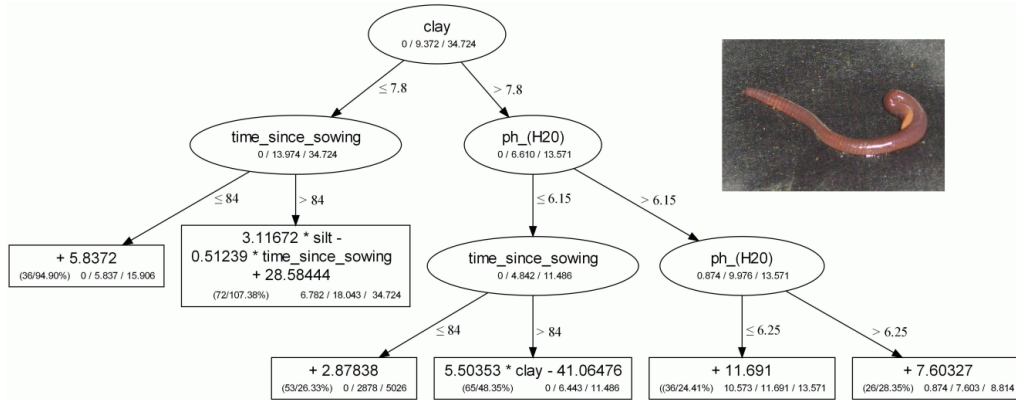 clay
0 / 9.372 / 34.724
≤ 7.8
> 7.8
time_since_sowing
0 / 13.974 / 34.724
ph_(H20)
0 / 6.610 / 13.571
≤ 84
> 84
≤ 6.15
> 6.15
+ 5.8372
(36/94.90%) 0 / 5.837 / 15.906
3.11672 * silt -
0.51239 * time_since_sowing
+ 28.58444
(72/107.38%) 6.782 / 18.043 / 34.724
time_since_sowing
0 / 4.842 / 11.486
ph_(H20)
0.874 / 9.976 / 13.571
≤ 84
> 84
≤ 6.25
> 6.25
+ 2.87838
(53/26.33%) 0 / 2878 / 5026
5.50353 * clay - 41.06476
(65/48.35%) 0 / 6.443 / 11.486
+ 11.691
((36/24.41%) 10.573 / 11.691 / 13.571
+ 7.60327
(26/28.35%) 0.874 / 7.603 / 8.814